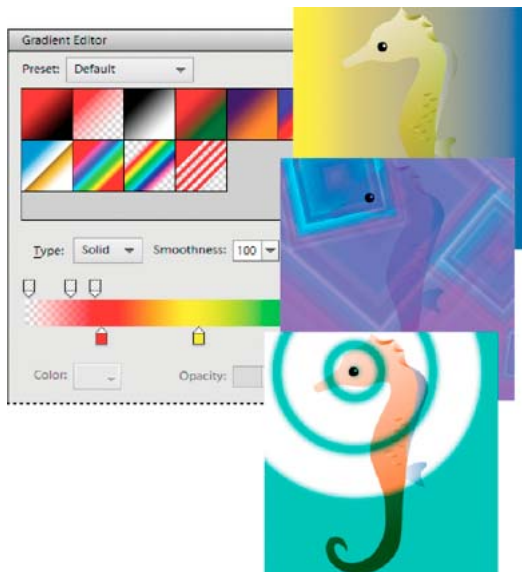 Gradient Editor
Preset: Default
Type: Solid Smoothness: 100
Color: Opacity: